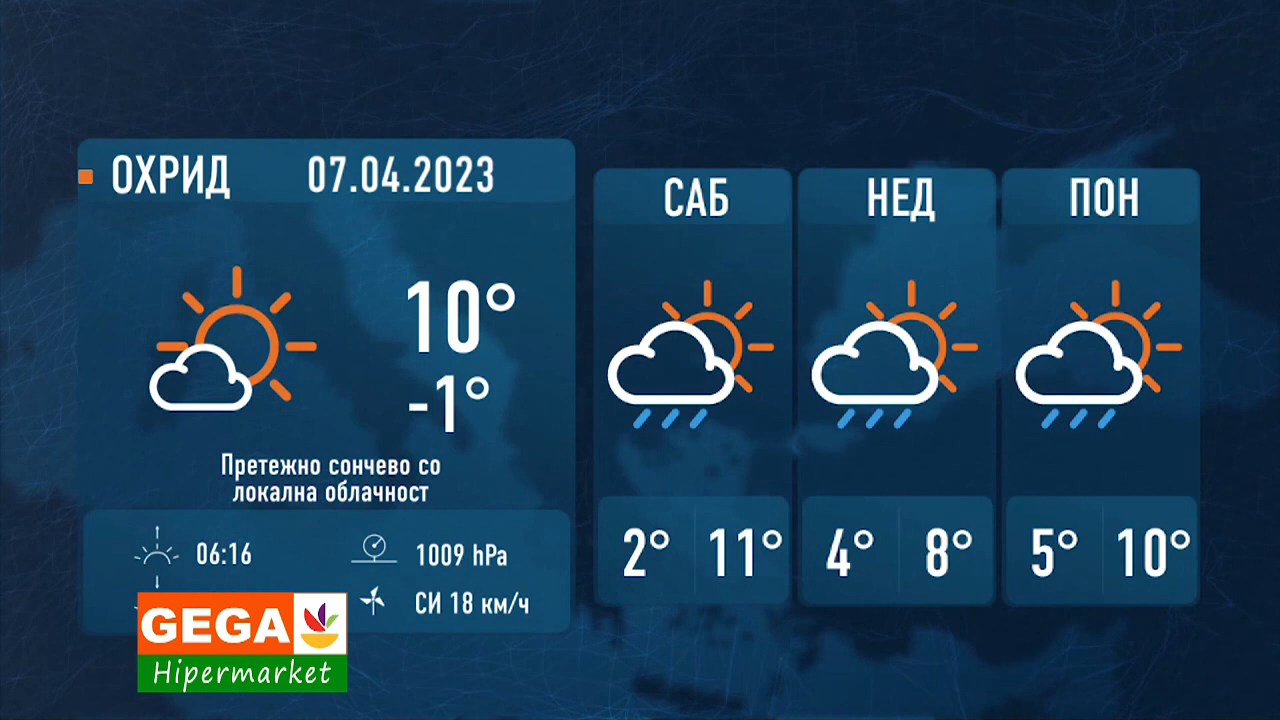 ОХРИД 07.04.2023
10°
-1°
Претежно сончево со
локална облачност
06:16
1009 hPa
СИ 18 км/ч
GEGA
Hipermarket
САБ
2° 11°
НЕД
4° 8°
ПОН
5° 10°